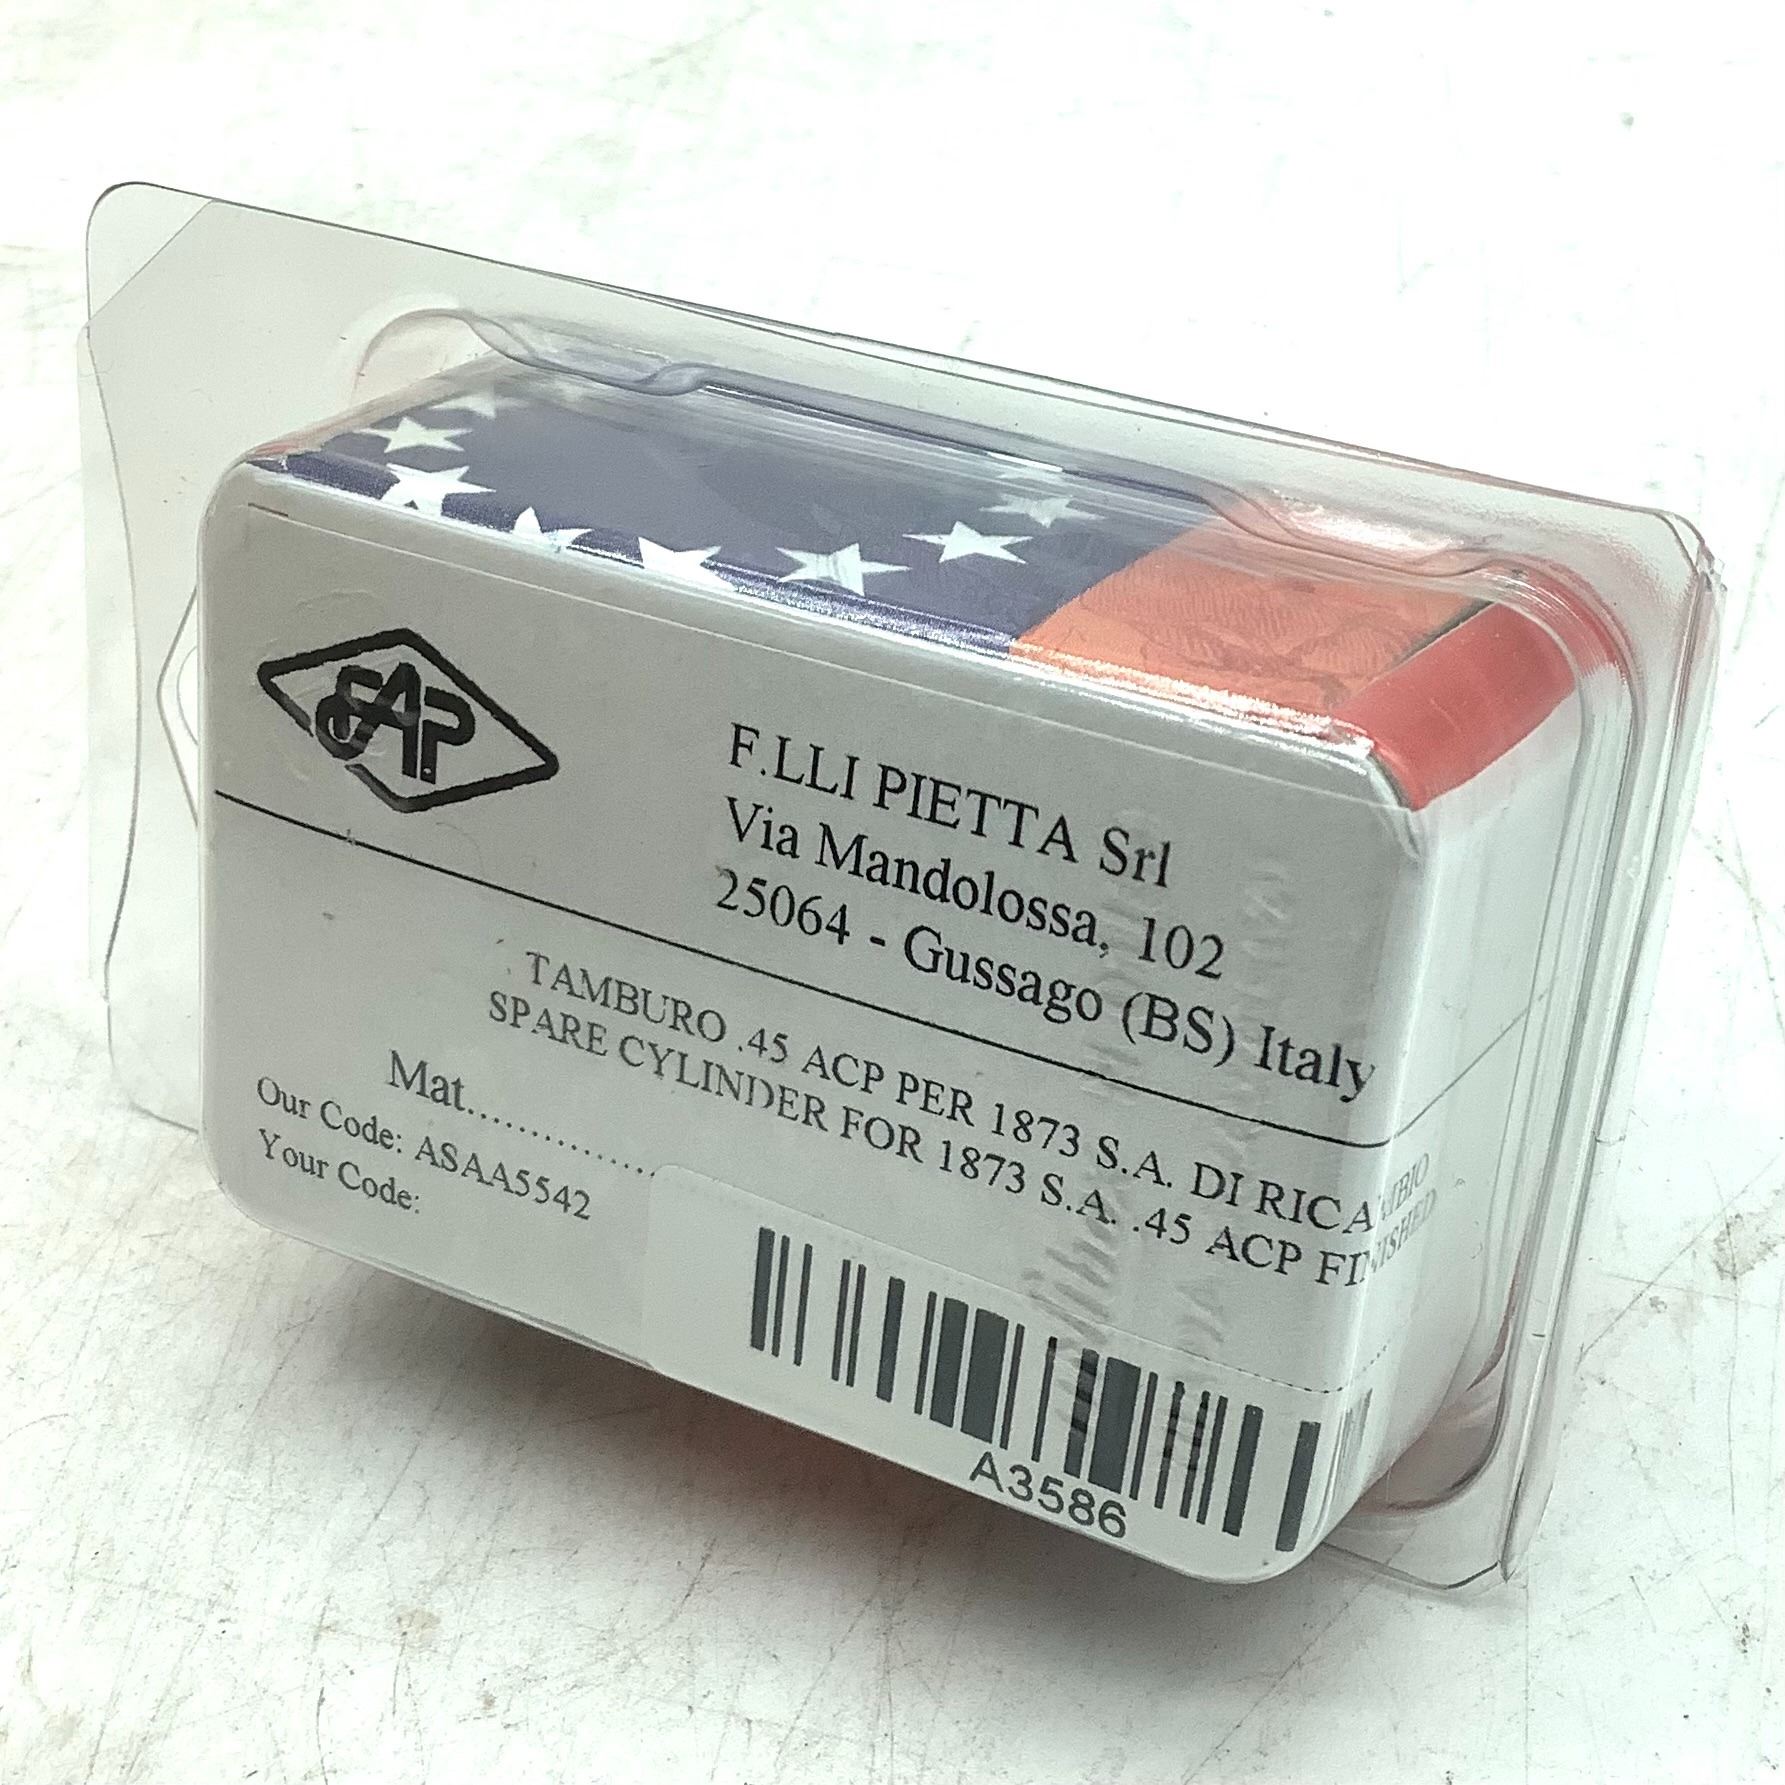 FAP.
F.LLI PIETTA Srl
Via Mandolossa, 102
25064 - Gussago (BS) Italy
TAMBURO .45 ACP PER 1873 S.A. DI RICAMBIO
SPARE CYLINDER FOR 1873 S.A. .45 ACP FINISHED
Mat..................
Our Code: ASAA5542
Your Code:
A3586